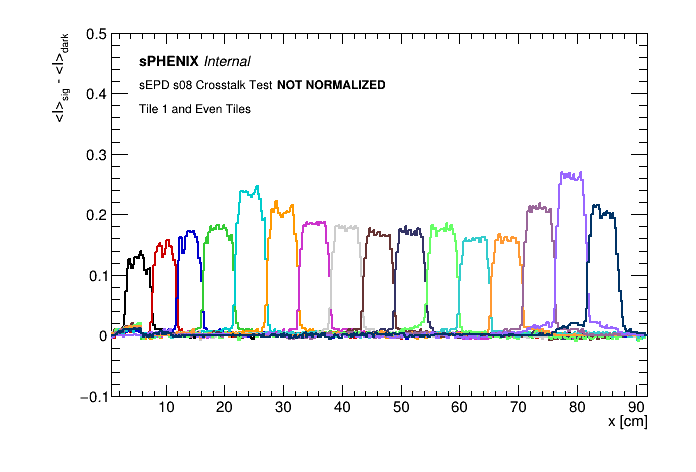 <I>sig - <I>dark
0.5
sPHENIX Internal
sEPD s08 Crosstalk Test NOT NORMALIZED
0.4
Tile 1 and Even Tiles
0.3
0.2
0.1
0
−0.1
10 20 30 40 50 60 70 80 90
x [cm]